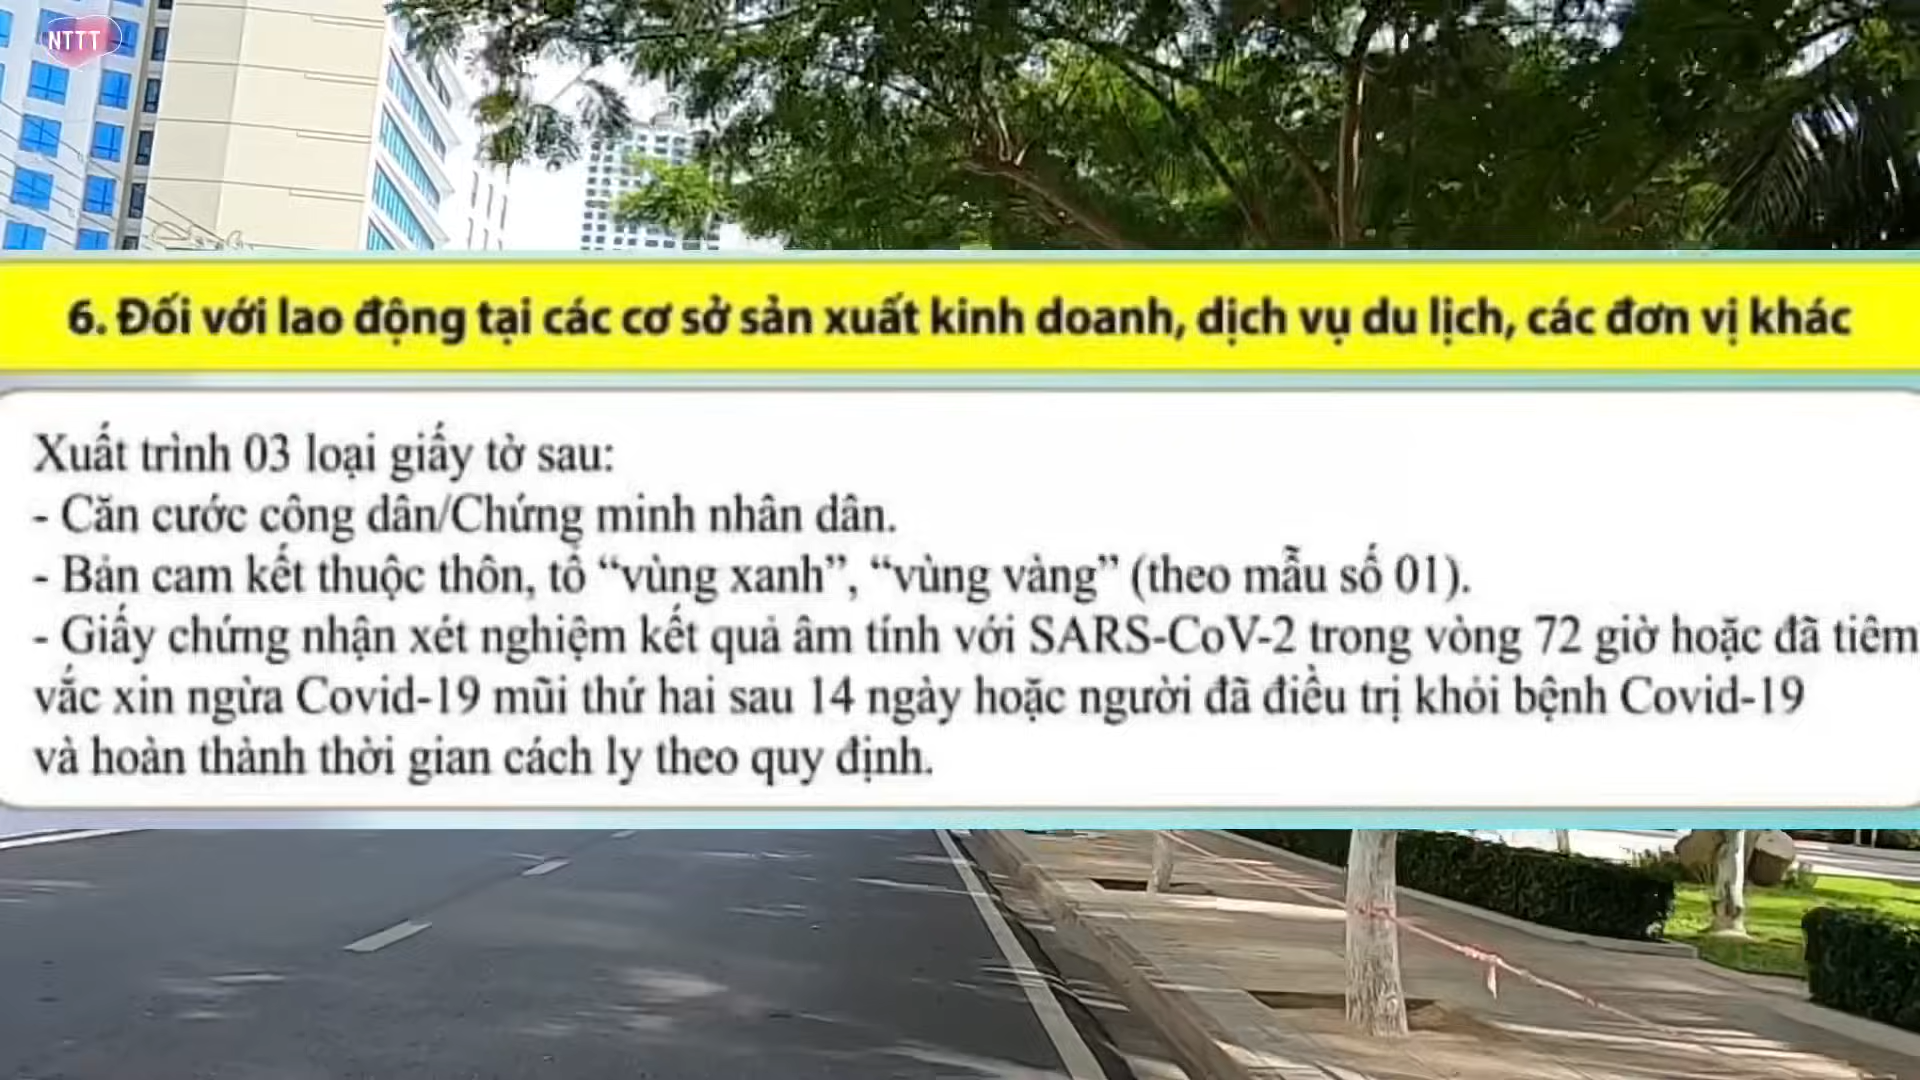 NTTT
6. Đối với lao động tại các cơ sở sản xuất kinh doanh, dịch vụ du lịch, các đơn vị khác
Xuất trình 03 loại giấy tờ sau:
- Căn cước công dân/Chứng minh nhân dân.
- Bản cam kết thuộc thôn, tổ “vùng xanh”, “vùng vàng” (theo mẫu số 01).
- Giấy chứng nhận xét nghiệm kết quả âm tính với SARS-CoV-2 trong vòng 72 giờ hoặc đã tiêm
vắc xin ngừa Covid-19 mũi thứ hai sau 14 ngày hoặc người đã điều trị khỏi bệnh Covid-19
và hoàn thành thời gian cách ly theo quy định.